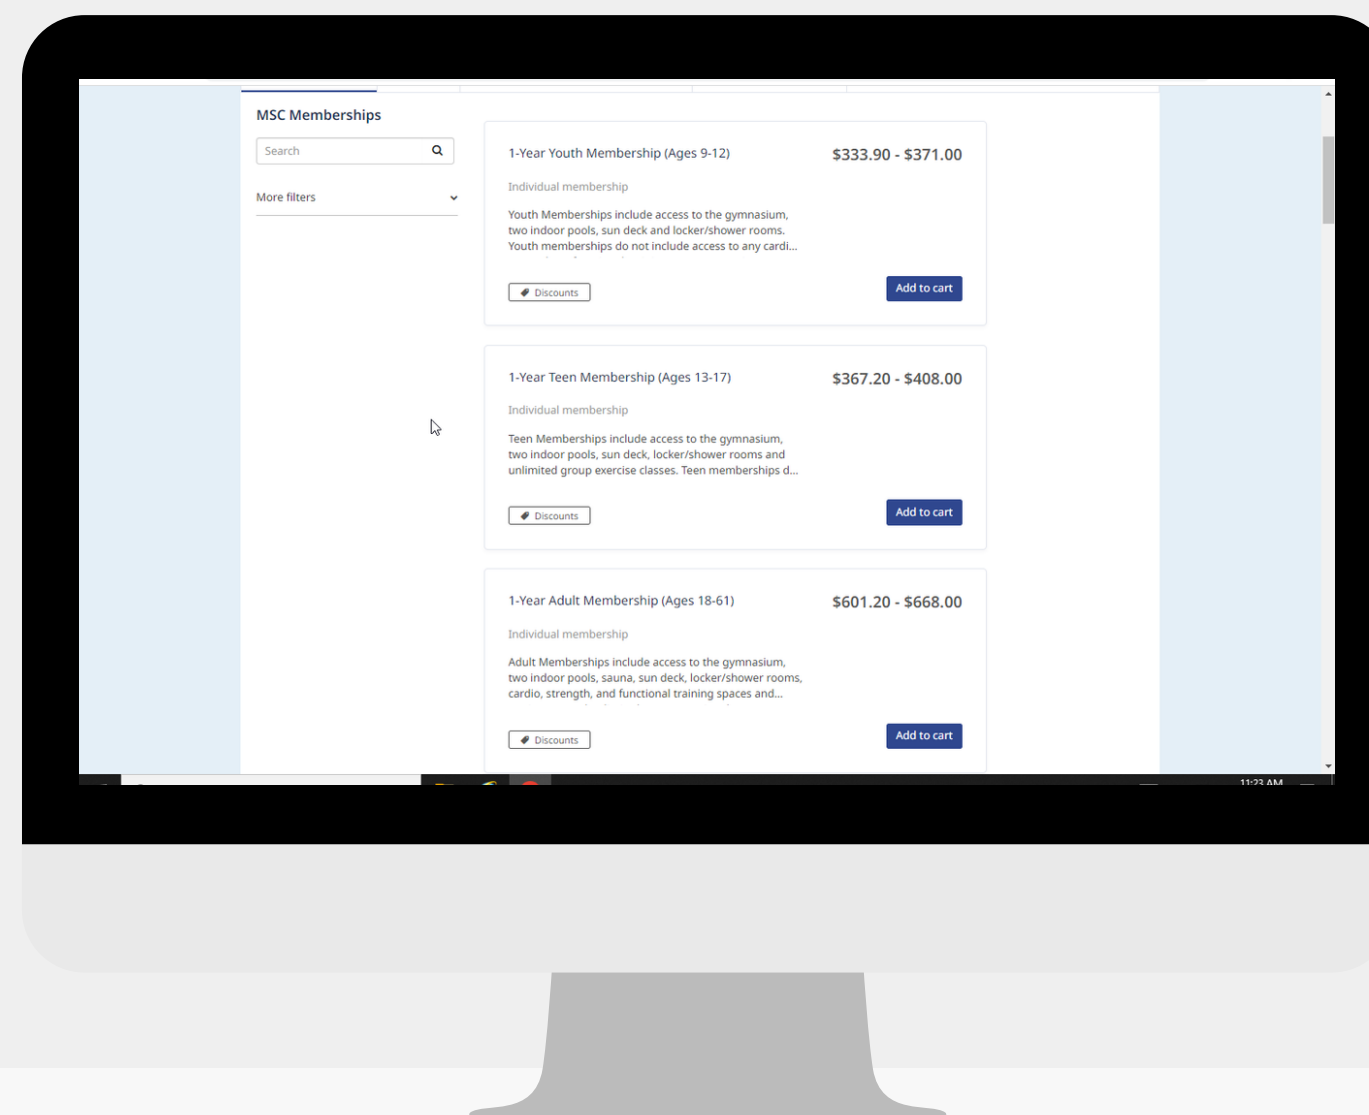 MSC Memberships
Search
More filters
1-Year Youth Membership (Ages 9-12)
$333.90 - $371.00
Individual membership
Youth Memberships include access to the gymnasium,
two indoor pools, sun deck and locker/shower rooms.
Youth memberships do not include access to any cardi...
Discounts
Add to cart
1-Year Teen Membership (Ages 13-17)
$367.20 - $408.00
Individual membership
Teen Memberships include access to the gymnasium,
two indoor pools, sun deck, locker/shower rooms and
unlimited group exercise classes. Teen memberships d...
Discounts
Add to cart
1-Year Adult Membership (Ages 18-61)
$601.20 - $668.00
Individual membership
Adult Memberships include access to the gymnasium,
two indoor pools, sauna, sun deck, locker/shower rooms,
cardio, strength, and functional training spaces and...
Discounts
Add to cart
11:23 AM